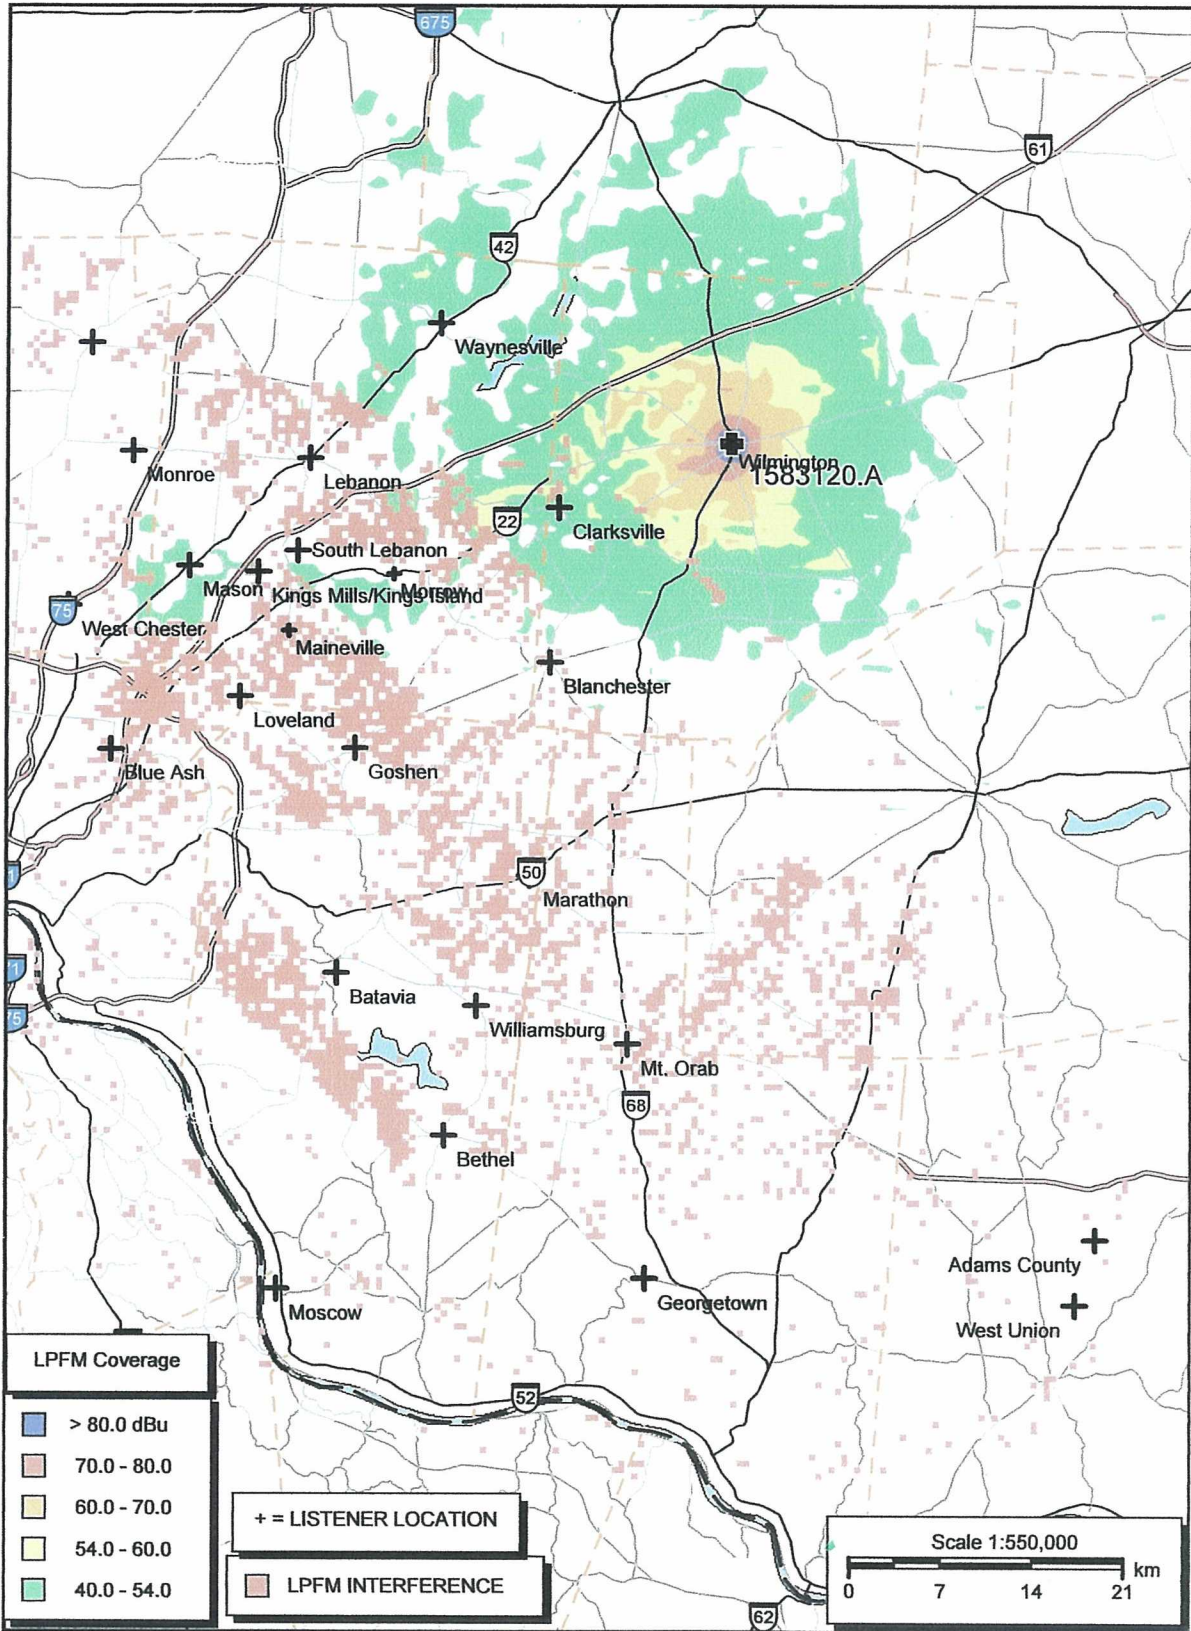 675
61
42
Waynesville
Wilmington
1583120.A
Monroe
Lebanon
22
Clarksville
South Lebanon
Mason
Kings Mills/Kings Island
Morrow
75
West Chester
Maineville
Blanchester
Loveland
Blue Ash
Goshen
50
Marathon
71
75
Batavia
Williamsburg
Mt. Orab
68
Bethel
Adams County
Moscow
Georgetown
West Union
52
62
LPFM Coverage
> 80.0 dBu
70.0 - 80.0
60.0 - 70.0
54.0 - 60.0
40.0 - 54.0
+ = LISTENER LOCATION
LPFM INTERFERENCE
Scale 1:550,000
km
0 7 14 21